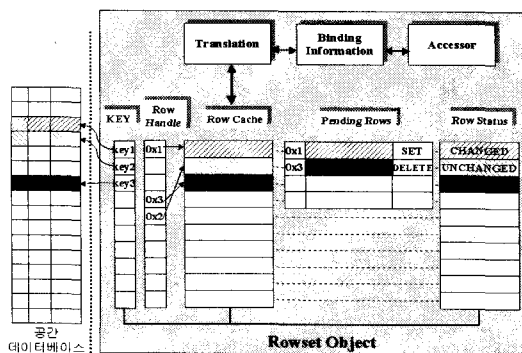 Translation
Binding
Information
Accessor
KEY
Row
Handle
Row Cache
Pending Rows
Row Status
key1
0x1
0x1
SET
CHANGED
key2
0x3
DELETE
UNCHANGED
key3
0x3
0x2
공간
데이터베이스
Rowset Object